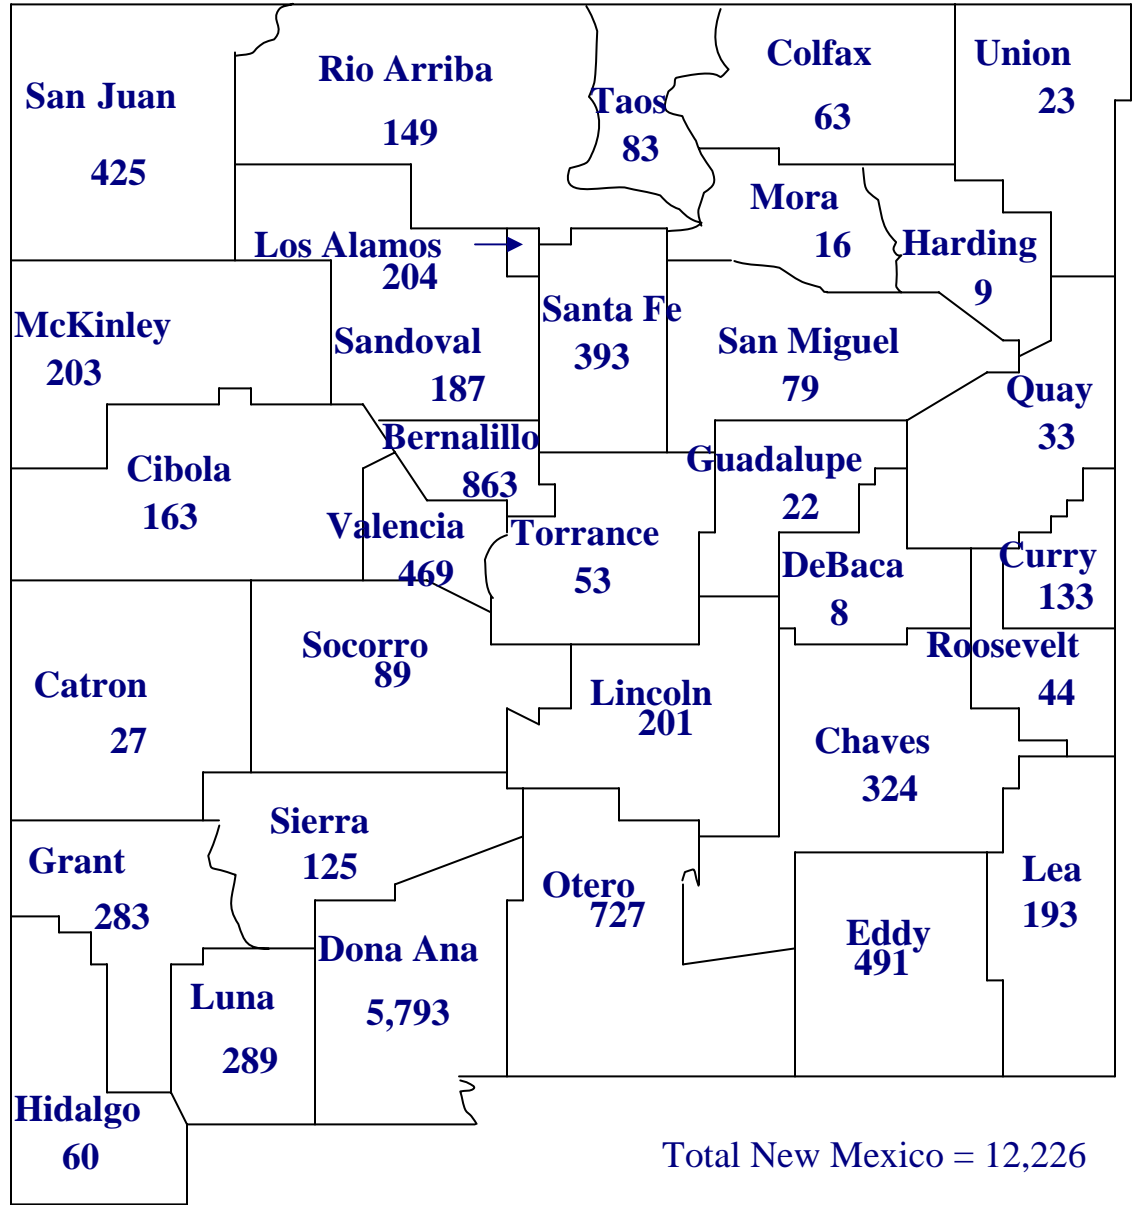 Colfax
Union
Rio Arriba
San Juan
Taos
23
63
149
83
425
Mora
Los Alamos
16
Harding
204
9
Santa Fe
McKinley
Sandoval
San Miguel
203
393
187
79
Quay
33
Bernalillo
Guadalupe
Cibola
863
22
163
Valencia
Torrance
Curry
469
53
DeBaca
133
8
Socorro
89
Roosevelt
44
Catron
27
Lincoln
201
Chaves
324
Sierra
125
Grant
283
Otero
727
Lea
193
Eddy
491
Dona Ana
5,793
Luna
289
Hidalgo
60
Total New Mexico = 12,226